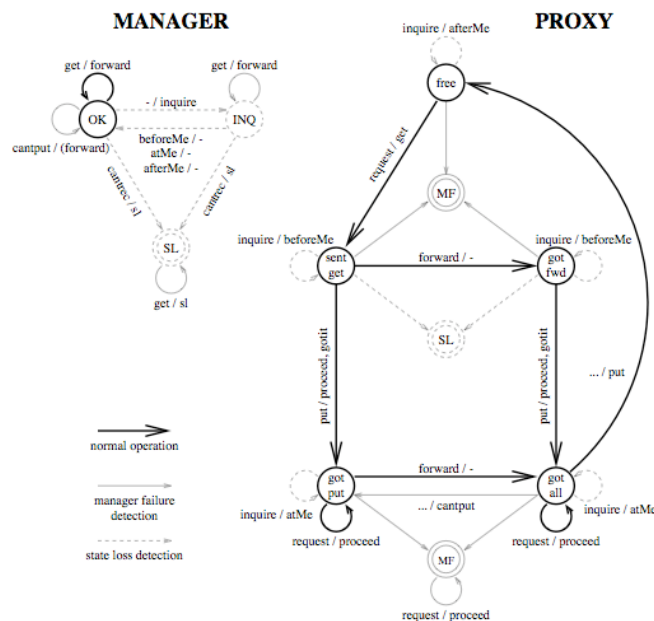 MANAGER
PROXY
inquire / afterMe
get / forward
get / forward
free
- / inquire
OK
INQ
beforeMe / -
atMe / -
afterMe / -
cantput / (forward)
request / get
cantrec / sl
cantrec / sl
MF
SL
inquire / beforeMe
inquire / beforeMe
sent
get
forward / -
got
fwd
get / sl
SL
put / proceed, gotit
put / proceed, gotit
... / put
normal operation
forward / -
got
put
got
all
manager failure
detection
... / cantput
inquire / atMe
inquire / atMe
request / proceed
request / proceed
state loss detection
MF
request / proceed